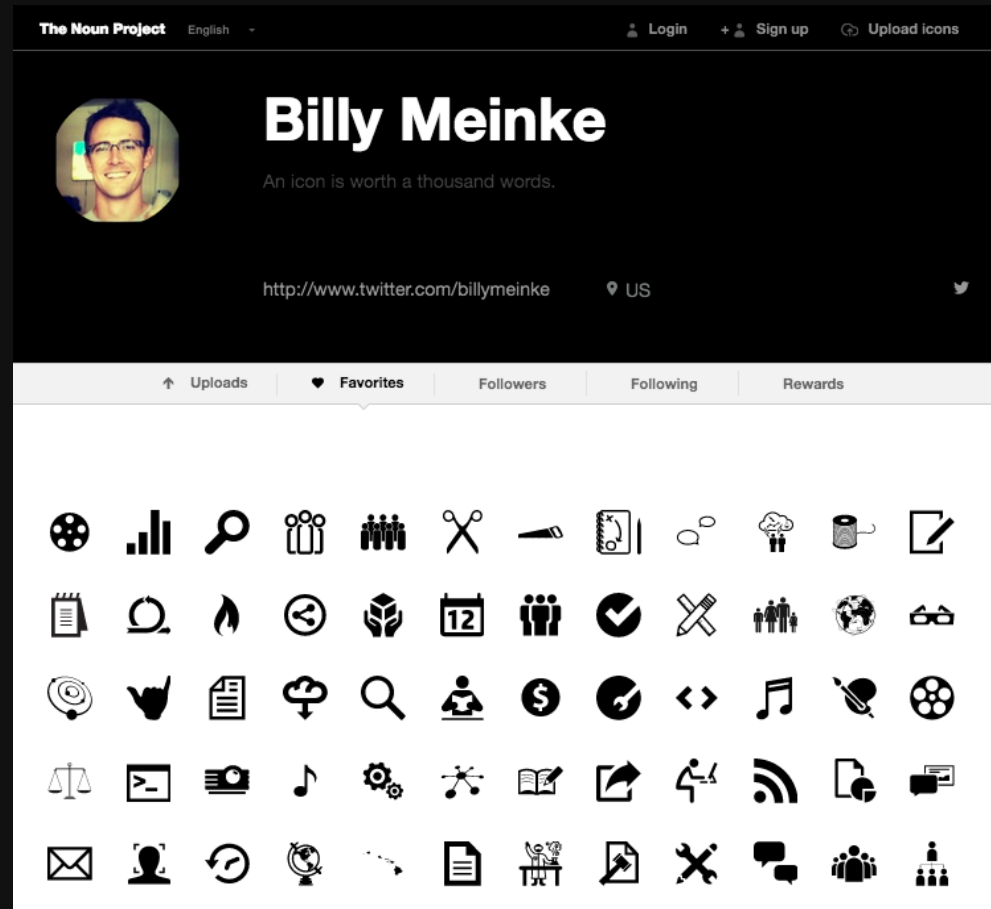 The Noun Project English Login + Sign up Upload icons
Billy Meinke
An icon is worth a thousand words.
http://www.twitter.com/billymeinke US
Uploads Favorites Followers Following Rewards
12
$
>_